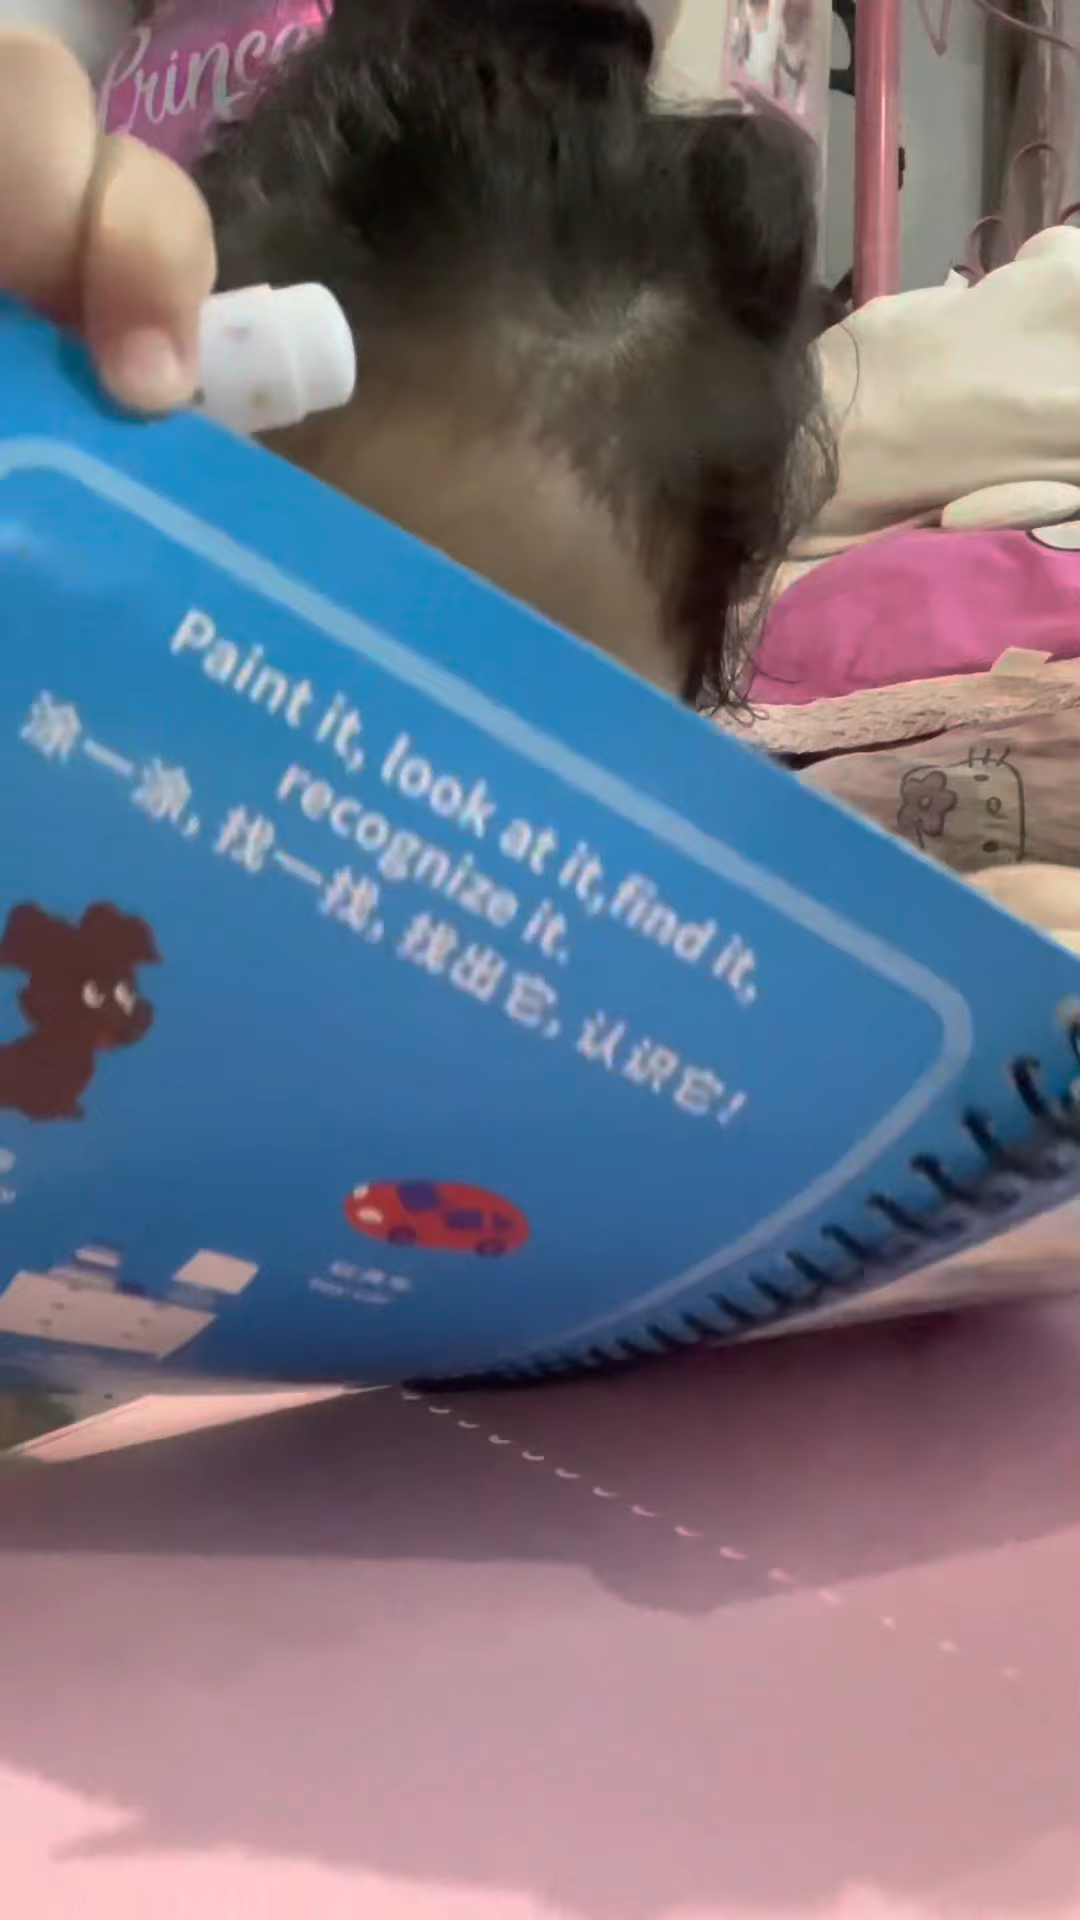 Princess
Paint it, look at it,find it,
recognize it.
涂一涂, 找一找, 找出它, 认识它!